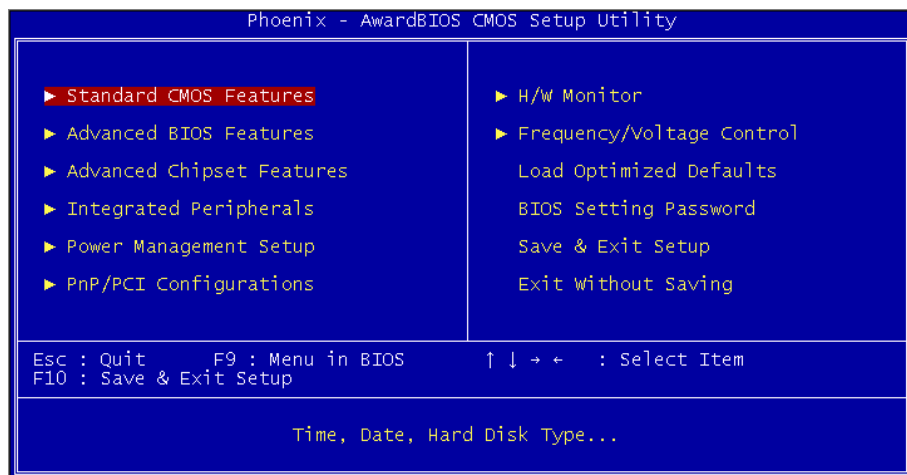 Phoenix - AwardBIOS CMOS Setup Utility
► Standard CMOS Features
► Advanced BIOS Features
► Advanced Chipset Features
► Integrated Peripherals
► Power Management Setup
► PnP/PCI Configurations
► H/W Monitor
► Frequency/Voltage Control
Load Optimized Defaults
BIOS Setting Password
Save & Exit Setup
Exit Without Saving
Esc : Quit F9 : Menu in BIOS ↑ ↓ → ← : Select Item
F10 : Save & Exit Setup
Time, Date, Hard Disk Type...